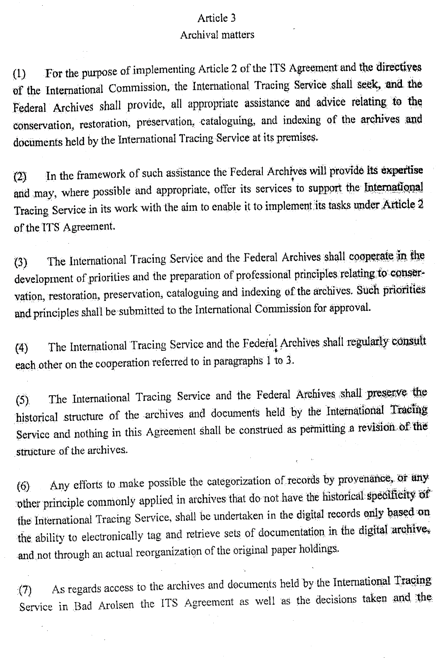 Article 3
Archival matters
(1) For the purpose of implementing Article 2 of the ITS Agreement and the directives
of the International Commission, the International Tracing Service shall seek, and the
Federal Archives shall provide, all appropriate assistance and advice relating to the
conservation, restoration, preservation, cataloguing, and indexing of the archives and
documents held by the International Tracing Service at its premises.
(2) In the framework of such assistance the Federal Archives will provide its expertise
and may, where possible and appropriate, offer its services to support the International
Tracing Service in its work with the aim to enable it to implement its tasks under Article 2
of the ITS Agreement.
(3) The International Tracing Service and the Federal Archives shall cooperate in the
development of priorities and the preparation of professional principles relating to conser-
vation, restoration, preservation, cataloguing and indexing of the archives. Such priorities
and principles shall be submitted to the International Commission for approval.
(4) The International Tracing Service and the Federal Archives shall regularly consult
each other on the cooperation referred to in paragraphs 1 to 3.
(5) The International Tracing Service and the Federal Archives shall preserve the
historical structure of the archives and documents held by the International Tracing
Service and nothing in this Agreement shall be construed as permitting a revision of the
structure of the archives.
(6) Any efforts to make possible the categorization of records by provenance, or any
other principle commonly applied in archives that do not have the historical specificity of
the International Tracing Service, shall be undertaken in the digital records only based on
the ability to electronically tag and retrieve sets of documentation in the digital archive,
and not through an actual reorganization of the original paper holdings.
(7) As regards access to the archives and documents held by the International Tracing
Service in Bad Arolsen the ITS Agreement as well as the decisions taken and the